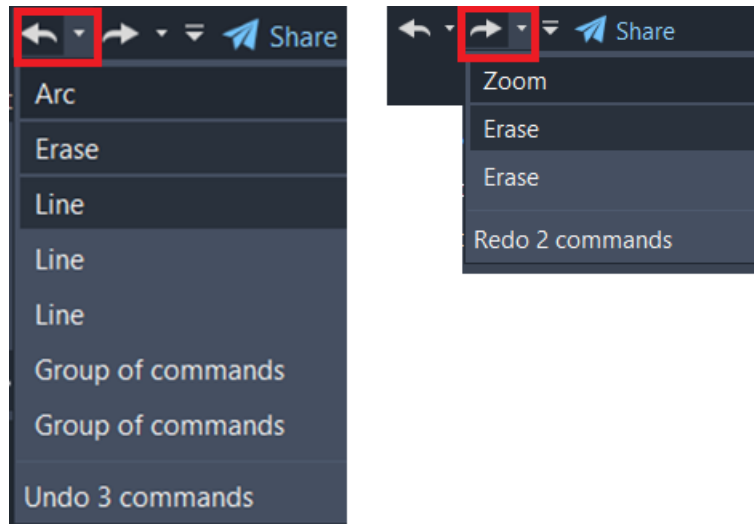 Share
Arc
Erase
Line
Line
Line
Group of commands
Group of commands
Undo 3 commands
Share
Zoom
Erase
Erase
Redo 2 commands